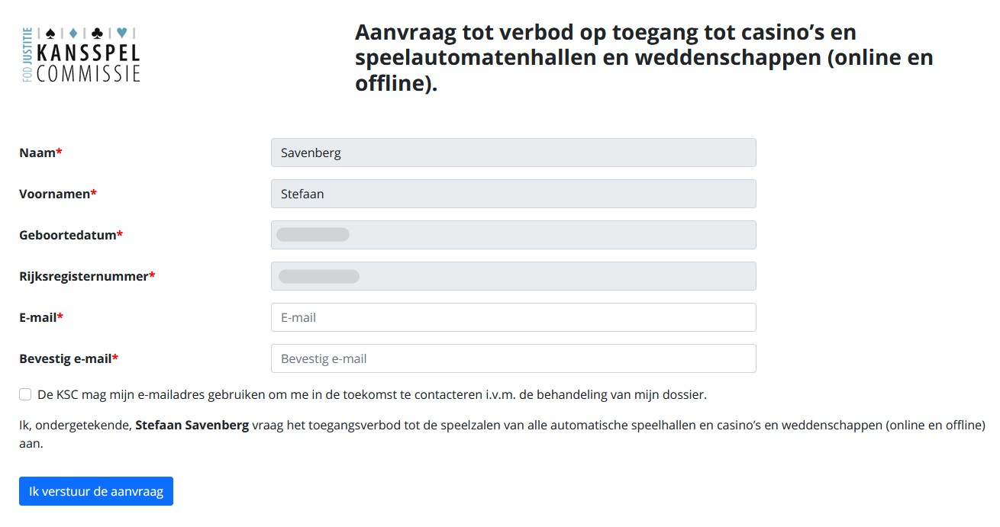 FOD JUSTITIE
KANSSPEL
COMMISSIE
Aanvraag tot verbod op toegang tot casino’s en
speelautomatenhallen en weddenschappen (online en
offline).
Naam*
Savenberg
Voornamen*
Stefaan
Geboortedatum*
Rijksregisternummer*
E-mail*
E-mail
Bevestig e-mail*
Bevestig e-mail
De KSC mag mijn e-mailadres gebruiken om me in de toekomst te contacteren i.v.m. de behandeling van mijn dossier.
Ik, ondergetekende, Stefaan Savenberg vraag het toegangsverbod tot de speelzalen van alle automatische speelhallen en casino’s en weddenschappen (online en offline)
aan.
Ik verstuur de aanvraag